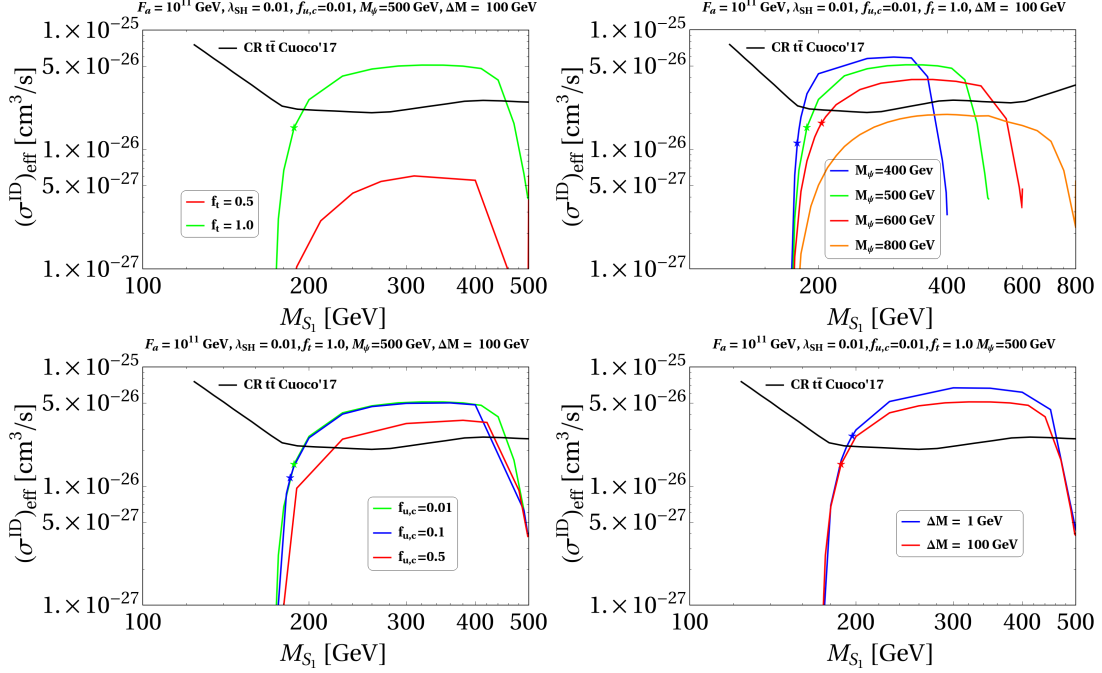 F_a = 10^11 GeV, λ_SH = 0.01, f_u,c=0.01, M_ψ=500 GeV, ΔM = 100 GeV
1.×10^−25
5.×10^−26
1.×10^−26
5.×10^−27
1.×10^−27
(σ^ID)_eff [cm^3/s]
CR tt̄ Cuoco'17
f_t = 0.5
f_t = 1.0
100
200
300
400
500
M_S1 [GeV]
F_a = 10^11 GeV, λ_SH = 0.01, f_u,c=0.01, f_t = 1.0, ΔM = 100 GeV
1.×10^−25
5.×10^−26
1.×10^−26
5.×10^−27
1.×10^−27
(σ^ID)_eff [cm^3/s]
CR tt̄ Cuoco'17
M_ψ=400 GeV
M_ψ=500 GeV
M_ψ=600 GeV
M_ψ=800 GeV
200
400
600
800
M_S1 [GeV]
F_a = 10^11 GeV, λ_SH = 0.01, f_t = 1.0, M_ψ=500 GeV, ΔM = 100 GeV
1.×10^−25
5.×10^−26
1.×10^−26
5.×10^−27
1.×10^−27
(σ^ID)_eff [cm^3/s]
CR tt̄ Cuoco'17
f_u,c=0.01
f_u,c=0.1
f_u,c=0.5
100
200
300
400
500
M_S1 [GeV]
F_a = 10^11 GeV, λ_SH = 0.01, f_u,c=0.01, f_t = 1.0 M_ψ=500 GeV
1.×10^−25
5.×10^−26
1.×10^−26
5.×10^−27
1.×10^−27
(σ^ID)_eff [cm^3/s]
CR tt̄ Cuoco'17
ΔM = 1 GeV
ΔM = 100 GeV
100
200
300
400
500
M_S1 [GeV]